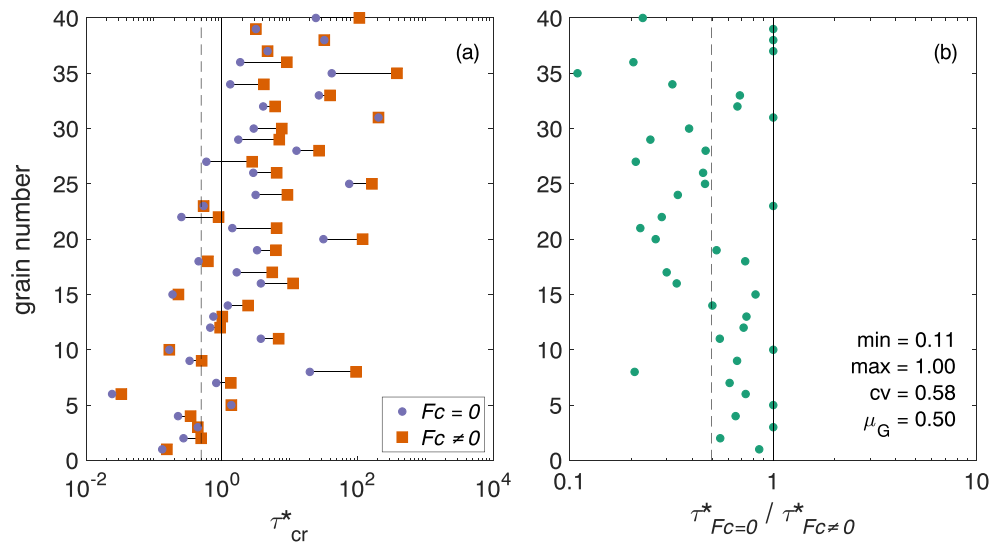 40
35
30
25
20
15
10
5
0
grain number
(a)
Fc = 0
Fc ≠ 0
10^-2 10^0 10^2 10^4
τ*cr
40
35
30
25
20
15
10
5
0
(b)
min = 0.11
max = 1.00
cv = 0.58
μG = 0.50
0.1 1 10
τ*Fc=0 / τ*Fc≠0